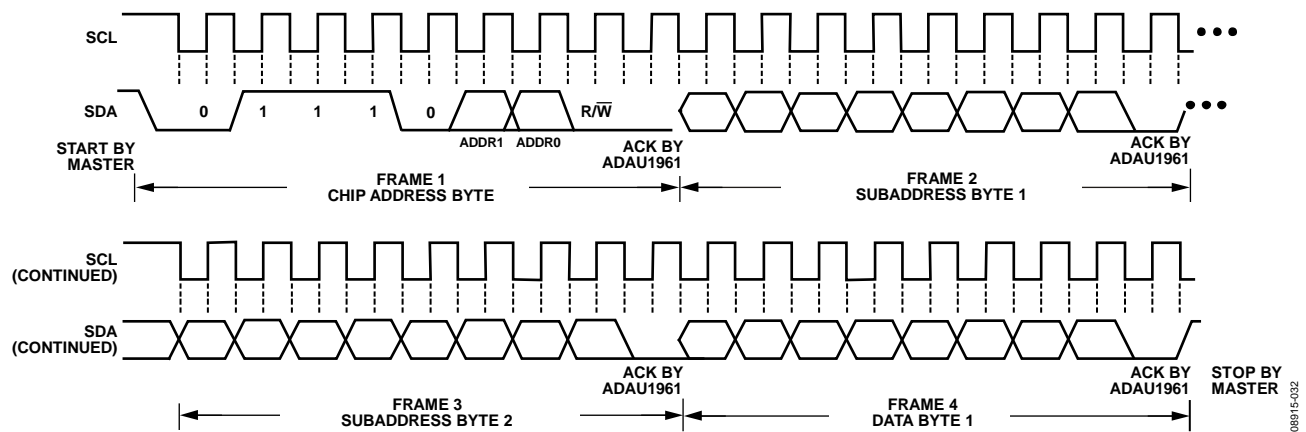 SCL
SDA
0 1 1 1 0 R/W̅
ADDR1 ADDR0
START BY
MASTER
ACK BY
ADAU1961
ACK BY
ADAU1961
FRAME 1
CHIP ADDRESS BYTE
FRAME 2
SUBADDRESS BYTE 1
SCL
(CONTINUED)
SDA
(CONTINUED)
ACK BY
ADAU1961
ACK BY
ADAU1961
STOP BY
MASTER
FRAME 3
SUBADDRESS BYTE 2
FRAME 4
DATA BYTE 1
08915-032